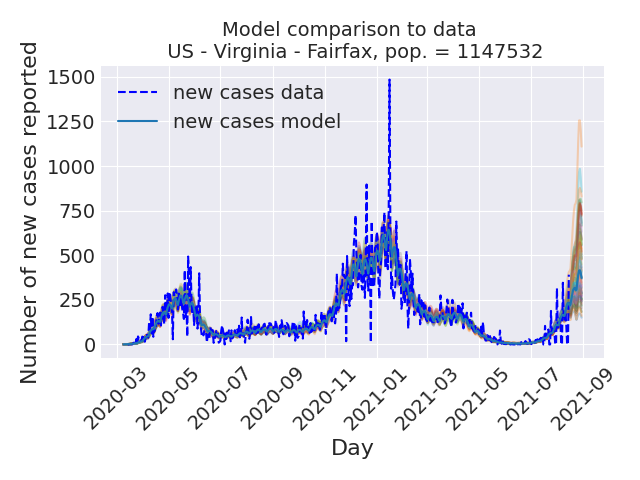 Model comparison to data
US - Virginia - Fairfax, pop. = 1147532
Number of new cases reported
1500
1250
1000
750
500
250
0
new cases data
new cases model
2020-03
2020-05
2020-07
2020-09
2020-11
2021-01
2021-03
2021-05
2021-07
2021-09
Day